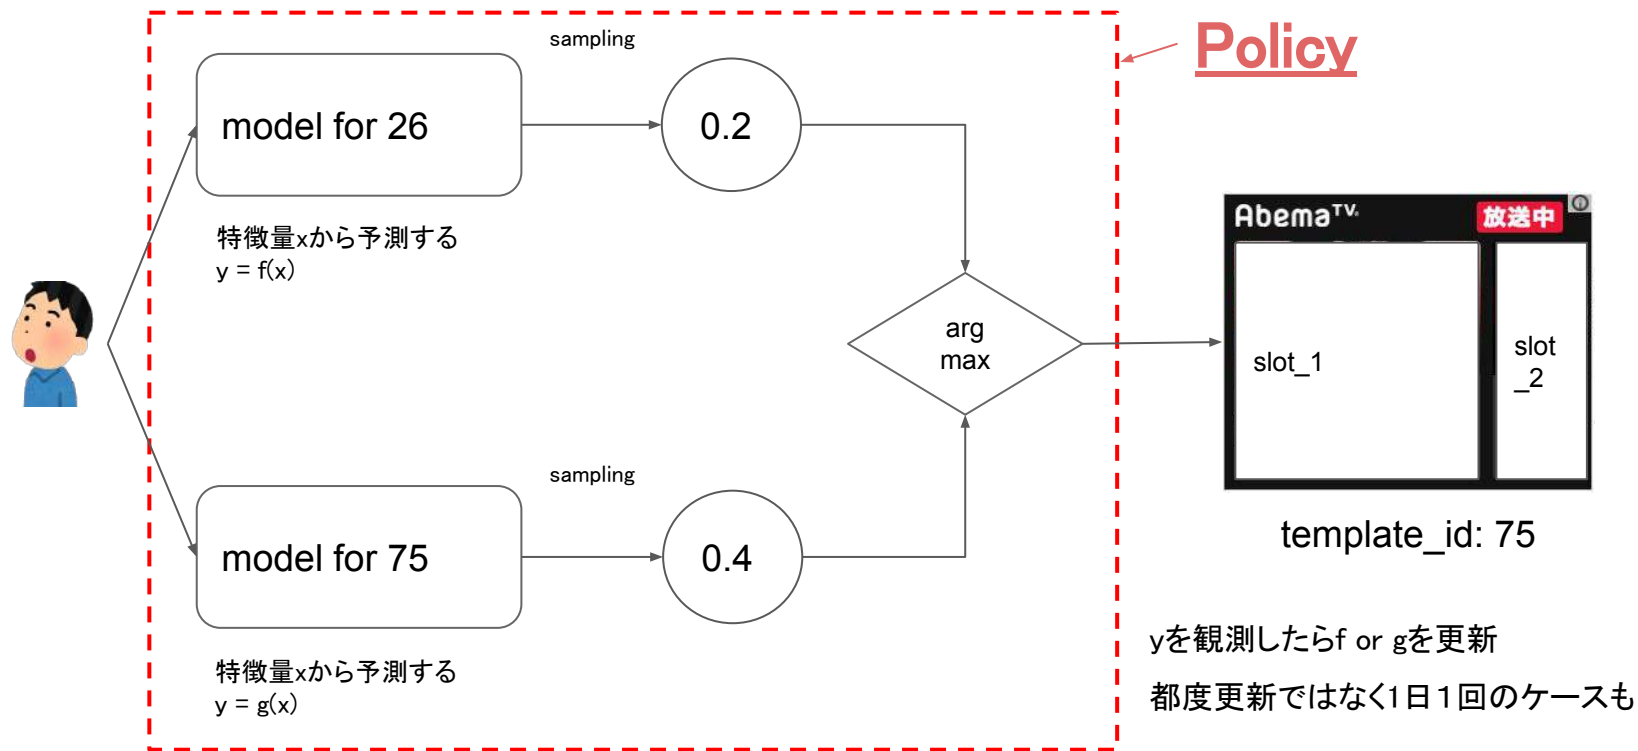 sampling
Policy
model for 26
0.2
特徴量xから予測する
y = f(x)
AbemaTV.
放送中
arg
max
slot_1
slot
_2
sampling
model for 75
0.4
template_id: 75
特徴量xから予測する
y = g(x)
yを観測したらf or gを更新
都度更新ではなく1日１回のケースも